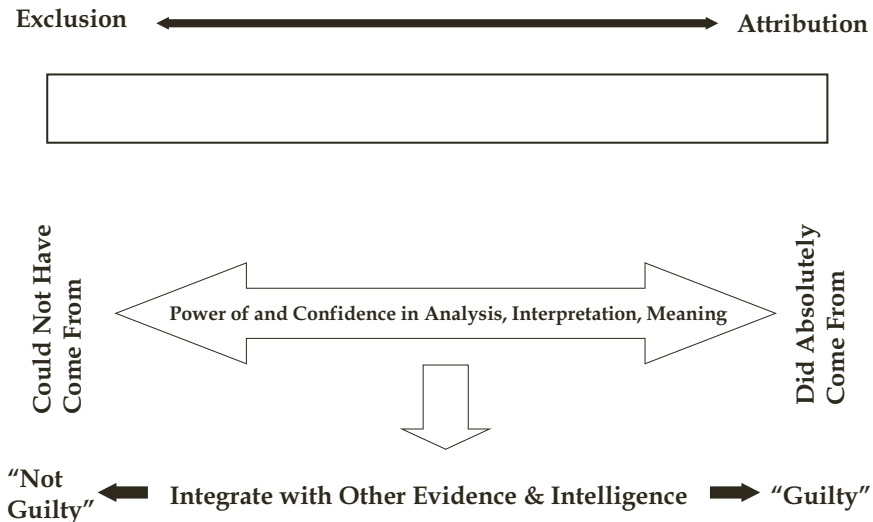 Exclusion
Attribution
Could Not Have
Come From
Power of and Confidence in Analysis, Interpretation, Meaning
Did Absolutely
Come From
“Not
Guilty”
Integrate with Other Evidence & Intelligence
“Guilty”